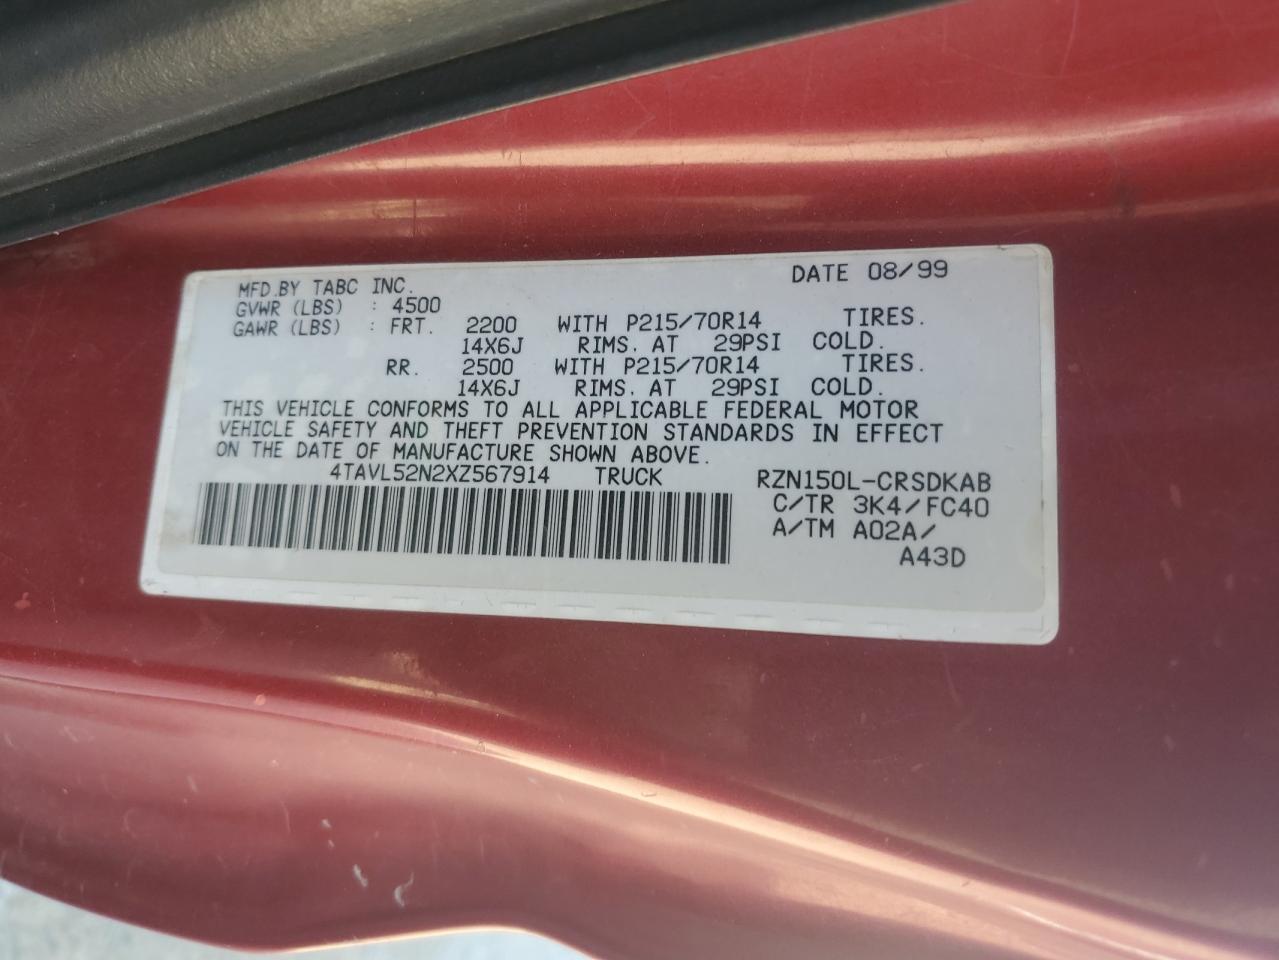 MFD.BY TABC INC. DATE 08/99
GVWR (LBS) : 4500
GAWR (LBS) : FRT. 2200 WITH P215/70R14 TIRES.
14X6J RIMS. AT 29PSI COLD.
RR. 2500 WITH P215/70R14 TIRES.
14X6J RIMS. AT 29PSI COLD.
THIS VEHICLE CONFORMS TO ALL APPLICABLE FEDERAL MOTOR
VEHICLE SAFETY AND THEFT PREVENTION STANDARDS IN EFFECT
ON THE DATE OF MANUFACTURE SHOWN ABOVE.
4TAVL52N2XZ567914 TRUCK RZN150L-CRSDKAB
C/TR 3K4/FC40
A/TM A02A/
A43D